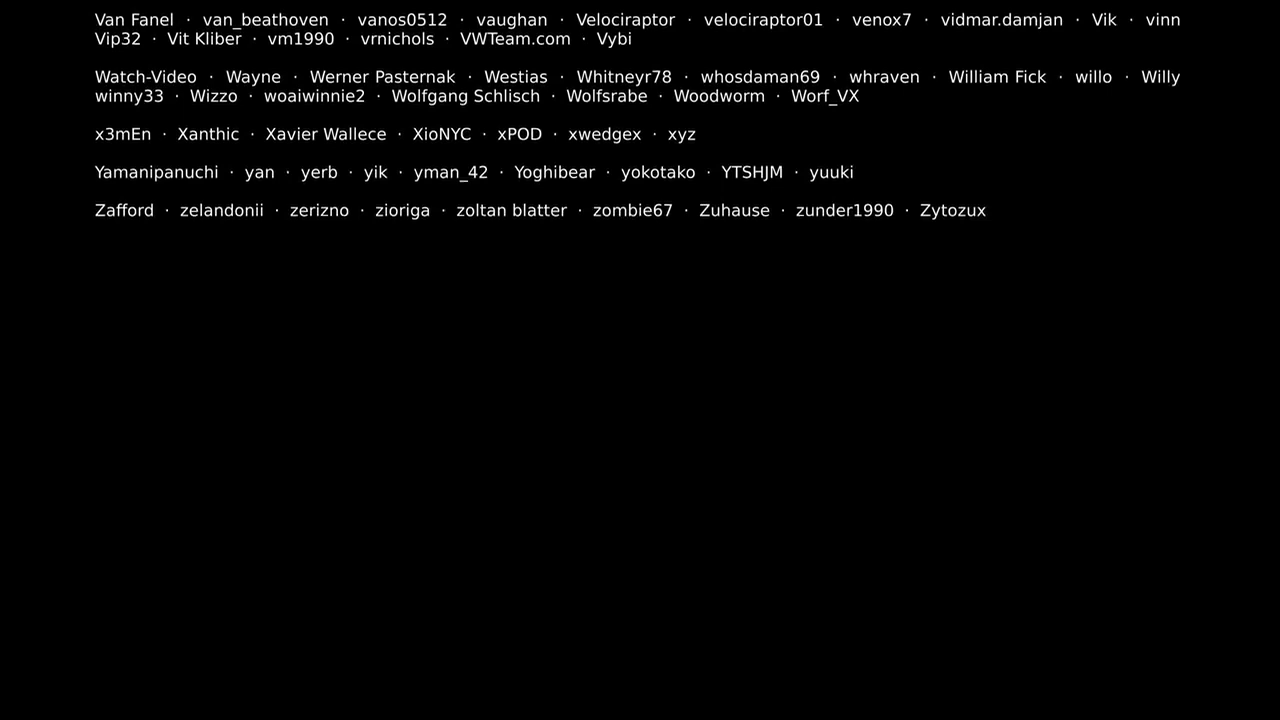 Van Fanel · van_beathoven · vanos0512 · vaughan · Velociraptor · velociraptor01 · venox7 · vidmar.damjan · Vik · vinn
Vip32 · Vit Kliber · vm1990 · vrnichols · VWTeam.com · Vybi
Watch-Video · Wayne · Werner Pasternak · Westias · Whitneyr78 · whosdaman69 · whraven · William Fick · willo · Willy
winny33 · Wizzo · woaiwinnie2 · Wolfgang Schlisch · Wolfsrabe · Woodworm · Worf_VX
x3mEn · Xanthic · Xavier Wallece · XioNYC · xPOD · xwedgex · xyz
Yamanipanuchi · yan · yerb · yik · yman_42 · Yoghibear · yokotako · YTSHJM · yuuki
Zafford · zelandonii · zerizno · zioriga · zoltan blatter · zombie67 · Zuhause · zunder1990 · Zytozux